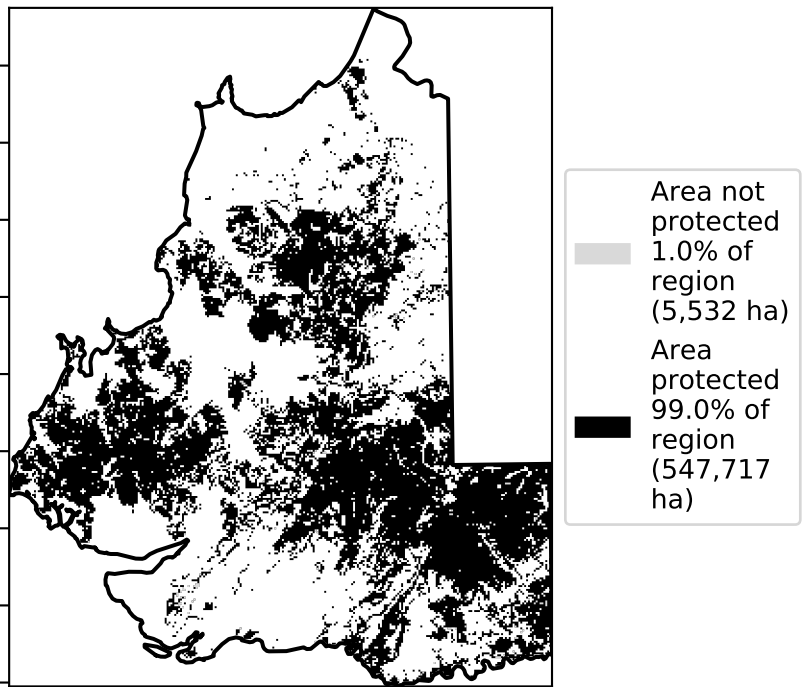 Area not
protected
1.0% of
region
(5,532 ha)
Area
protected
99.0% of
region
(547,717
ha)